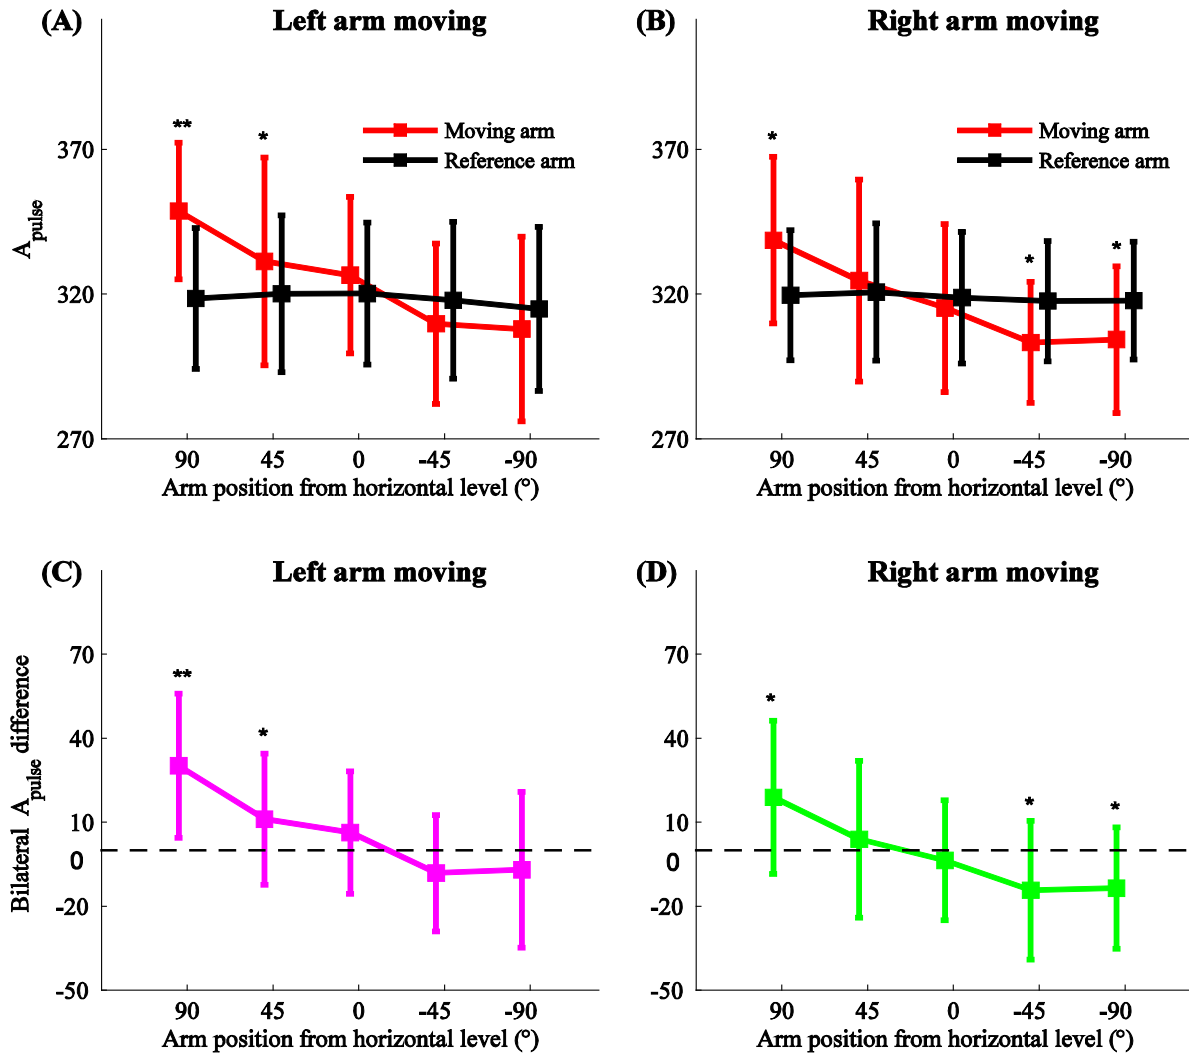 (A) Left arm moving
** *
Moving arm
Reference arm
A pulse
370
320
270
90 45 0 -45 -90
Arm position from horizontal level (°)
(B) Right arm moving
* * *
Moving arm
Reference arm
370
320
270
90 45 0 -45 -90
Arm position from horizontal level (°)
(C) Left arm moving
** *
Bilateral A pulse difference
70
40
10
0
-20
-50
90 45 0 -45 -90
Arm position from horizontal level (°)
(D) Right arm moving
* * *
70
40
10
0
-20
-50
90 45 0 -45 -90
Arm position from horizontal level (°)